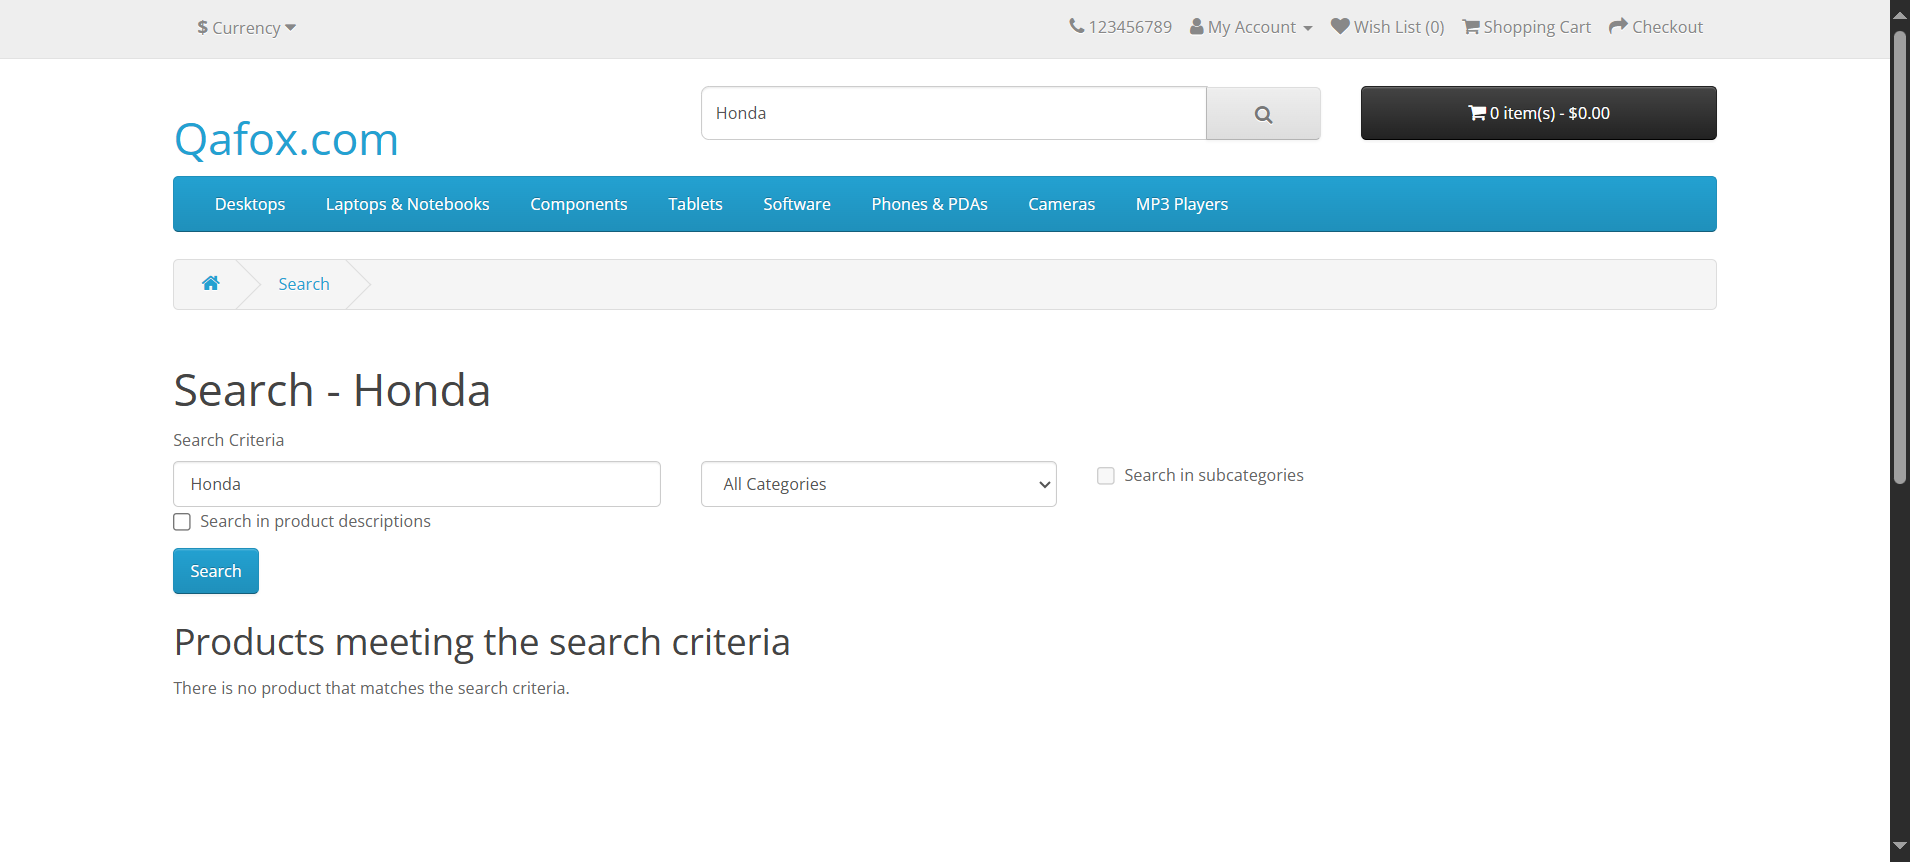 $ Currency
123456789 My Account Wish List (0) Shopping Cart Checkout
Qafox.com
Honda
0 item(s) - $0.00
Desktops Laptops & Notebooks Components Tablets Software Phones & PDAs Cameras MP3 Players
Search
Search - Honda
Search Criteria
Honda
All Categories
Search in subcategories
Search in product descriptions
Search
Products meeting the search criteria
There is no product that matches the search criteria.